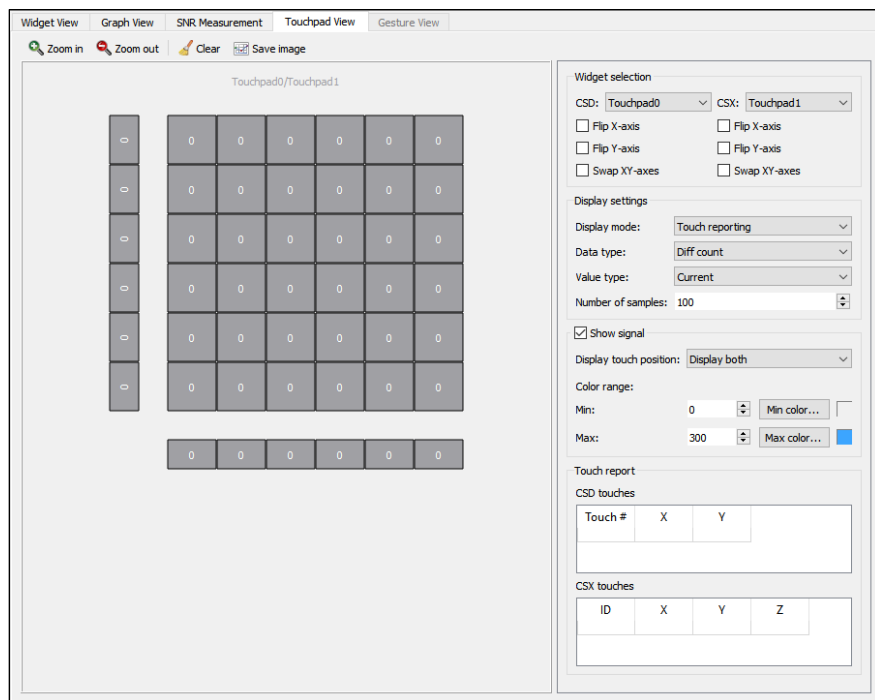 Widget View Graph View SNR Measurement Touchpad View Gesture View
Zoom in Zoom out Clear Save image
Touchpad0/Touchpad1
0 0 0 0 0 0 0
0 0 0 0 0 0 0
0 0 0 0 0 0 0
0 0 0 0 0 0 0
0 0 0 0 0 0 0
0 0 0 0 0 0 0
0 0 0 0 0 0
Widget selection
CSD: Touchpad0 CSX: Touchpad1
Flip X-axis Flip X-axis
Flip Y-axis Flip Y-axis
Swap XY-axes Swap XY-axes
Display settings
Display mode: Touch reporting
Data type: Diff count
Value type: Current
Number of samples: 100
Show signal
Display touch position: Display both
Color range:
Min: 0 Min color...
Max: 300 Max color...
Touch report
CSD touches
Touch # X Y
CSX touches
ID X Y Z